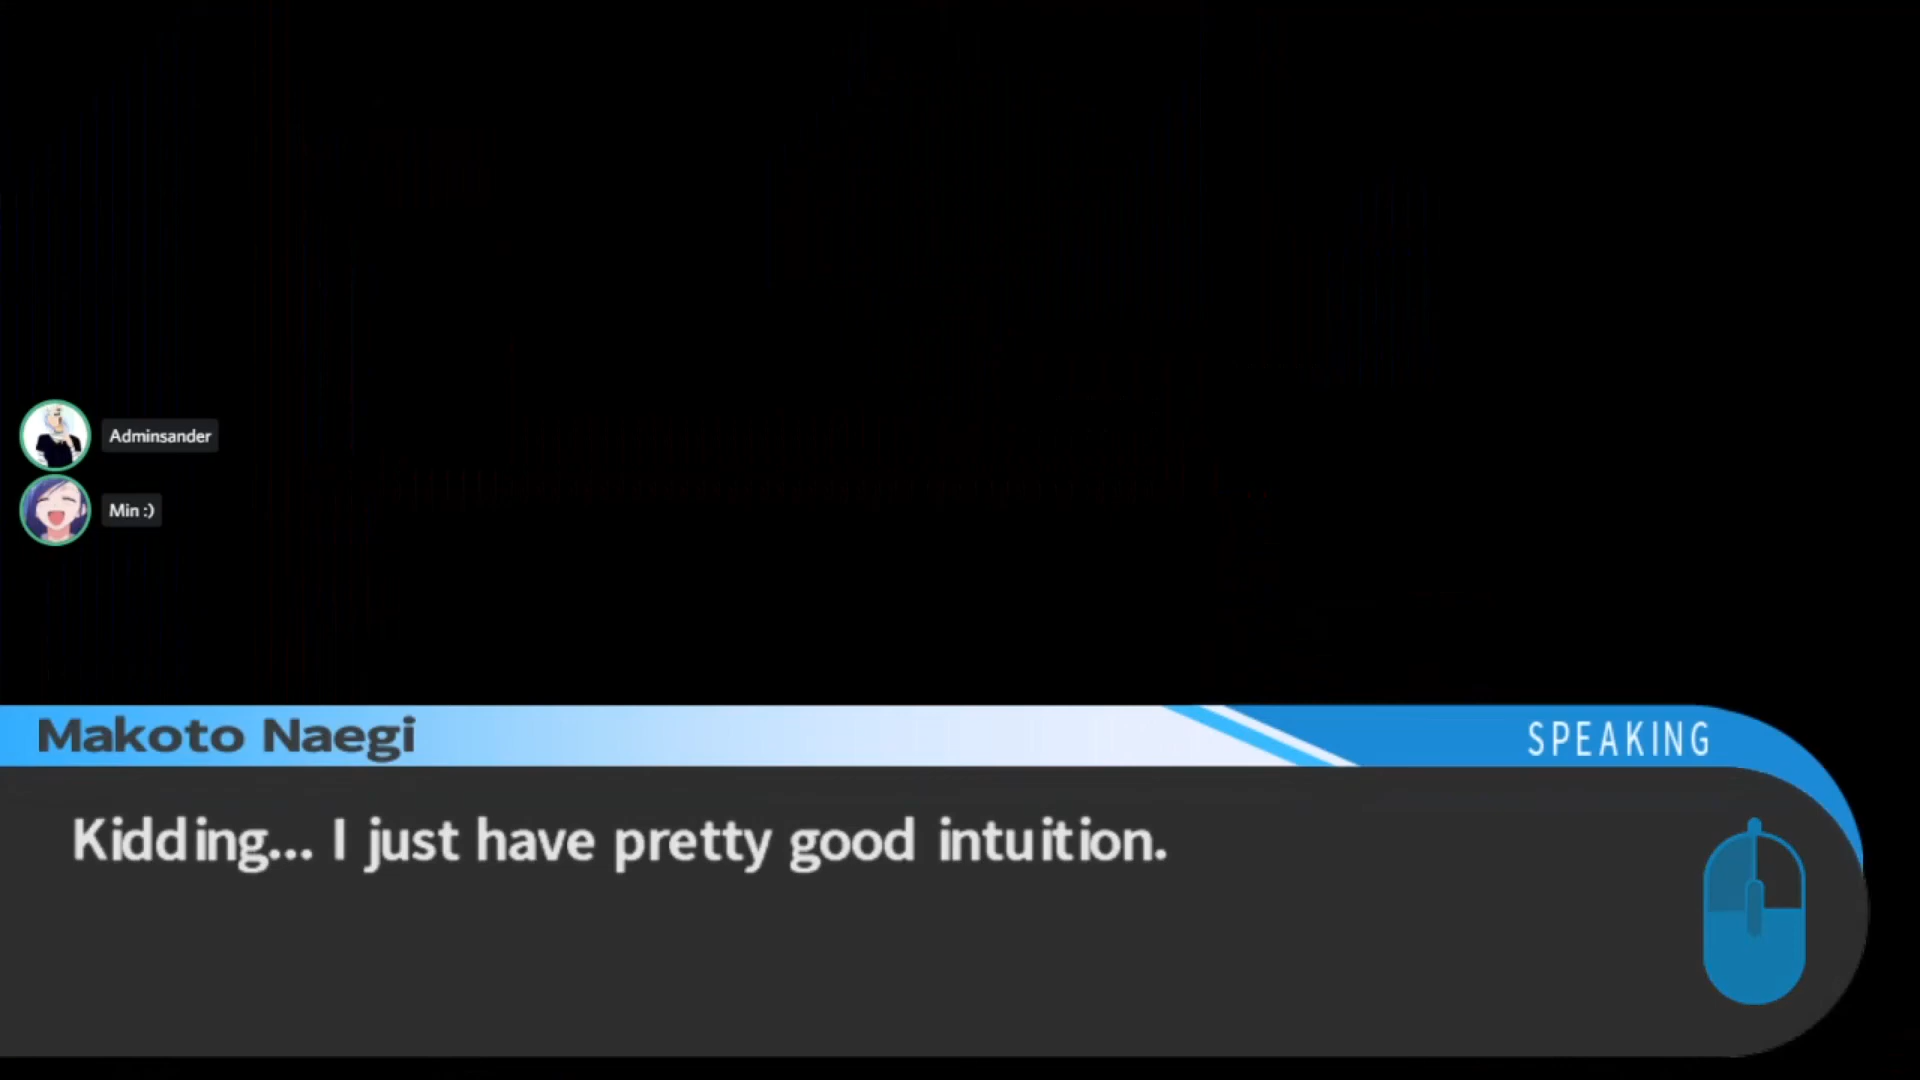 Adminsander
Min :)
Makoto Naegi
SPEAKING
Kidding... I just have pretty good intuition.